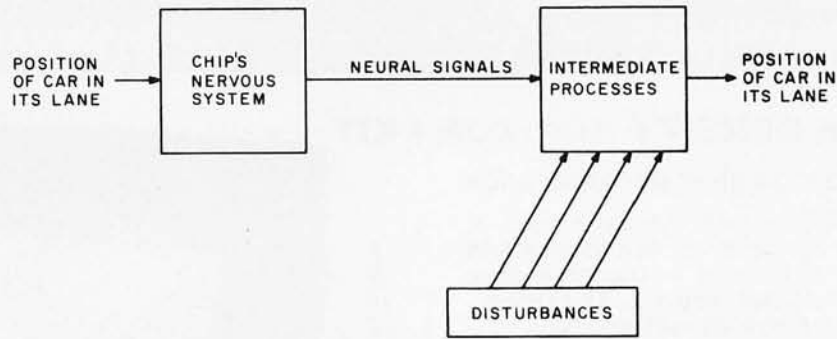 POSITION
OF CAR IN
ITS LANE
CHIP'S
NERVOUS
SYSTEM
NEURAL SIGNALS
INTERMEDIATE
PROCESSES
POSITION
OF CAR IN
ITS LANE
DISTURBANCES